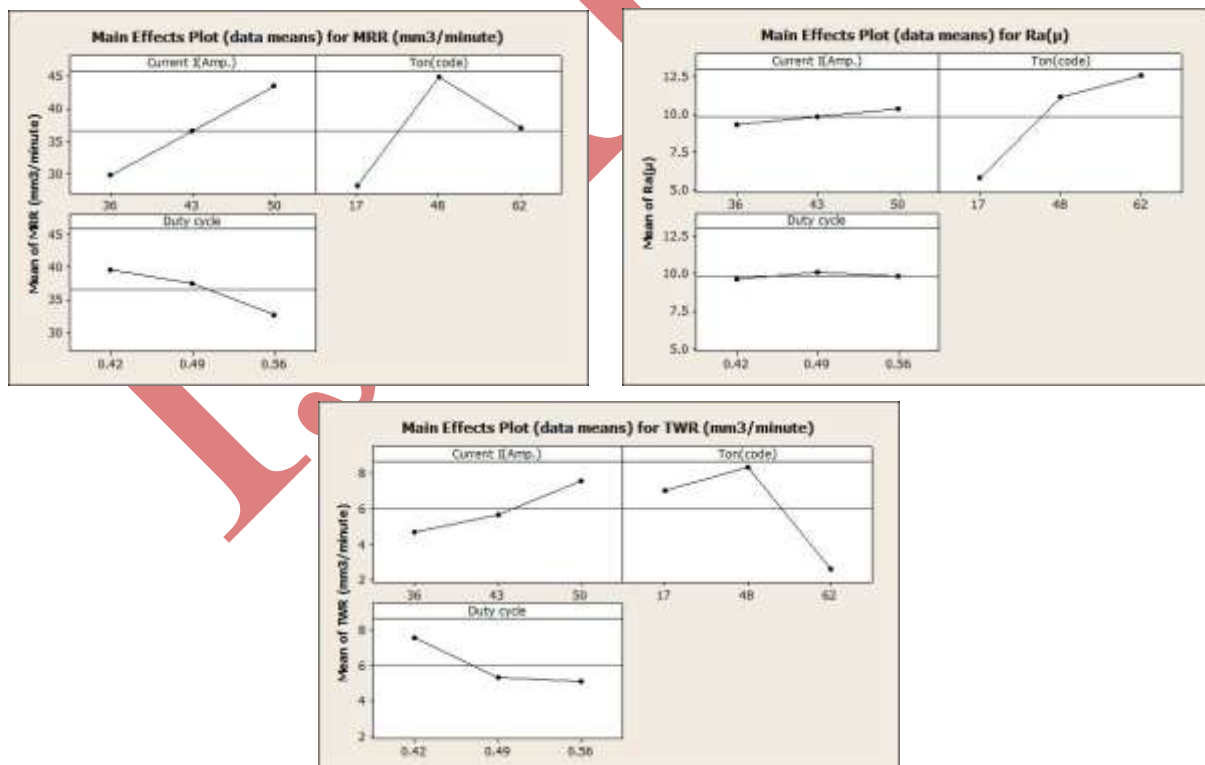 Main Effects Plot (data means) for MRR (mm3/minute)
Current I(Amp.) Ton(code)
Mean of MRR (mm3/minute)
45
40
35
30
36 43 50 17 48 62
Duty cycle
45
40
35
30
0.42 0.49 0.56
Main Effects Plot (data means) for Ra(μ)
Current I(Amp.) Ton(code)
Mean of Ra(μ)
12.5
10.0
7.5
5.0
36 43 50 17 48 62
Duty cycle
12.5
10.0
7.5
5.0
0.42 0.49 0.56
Main Effects Plot (data means) for TWR (mm3/minute)
Current I(Amp.) Ton(code)
Mean of TWR (mm3/minute)
8
6
4
2
36 43 50 17 48 62
Duty cycle
8
6
4
2
0.42 0.49 0.56